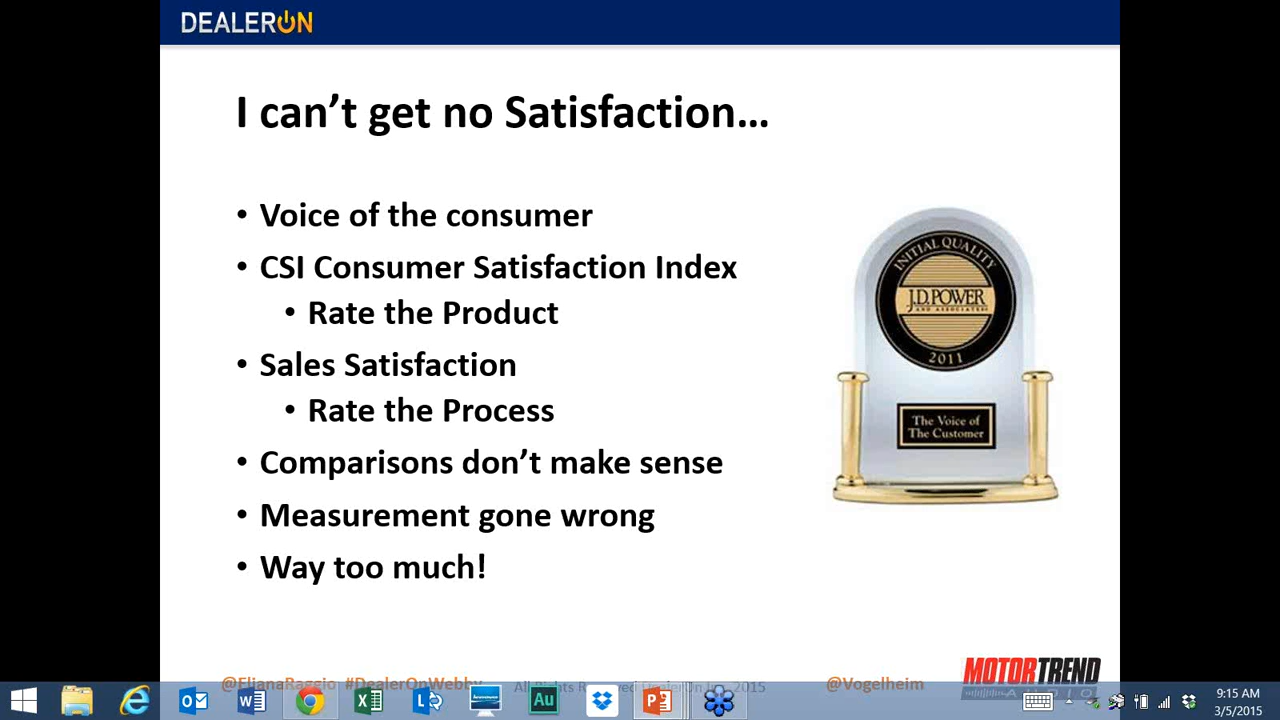 DEALERON
I can't get no Satisfaction...
• Voice of the consumer
• CSI Consumer Satisfaction Index
• Rate the Product
• Sales Satisfaction
• Rate the Process
• Comparisons don't make sense
• Measurement gone wrong
• Way too much!
INITIAL QUALITY
J.D. POWER
AND ASSOCIATES
2011
The Voice of
The Customer
@ElianaRaggio #DealerOnWebby
All Rights Reserved DealerOn Inc. 2015
@Vogelheim
MOTORTREND
AUDIO
Au
9:15 AM
3/5/2015